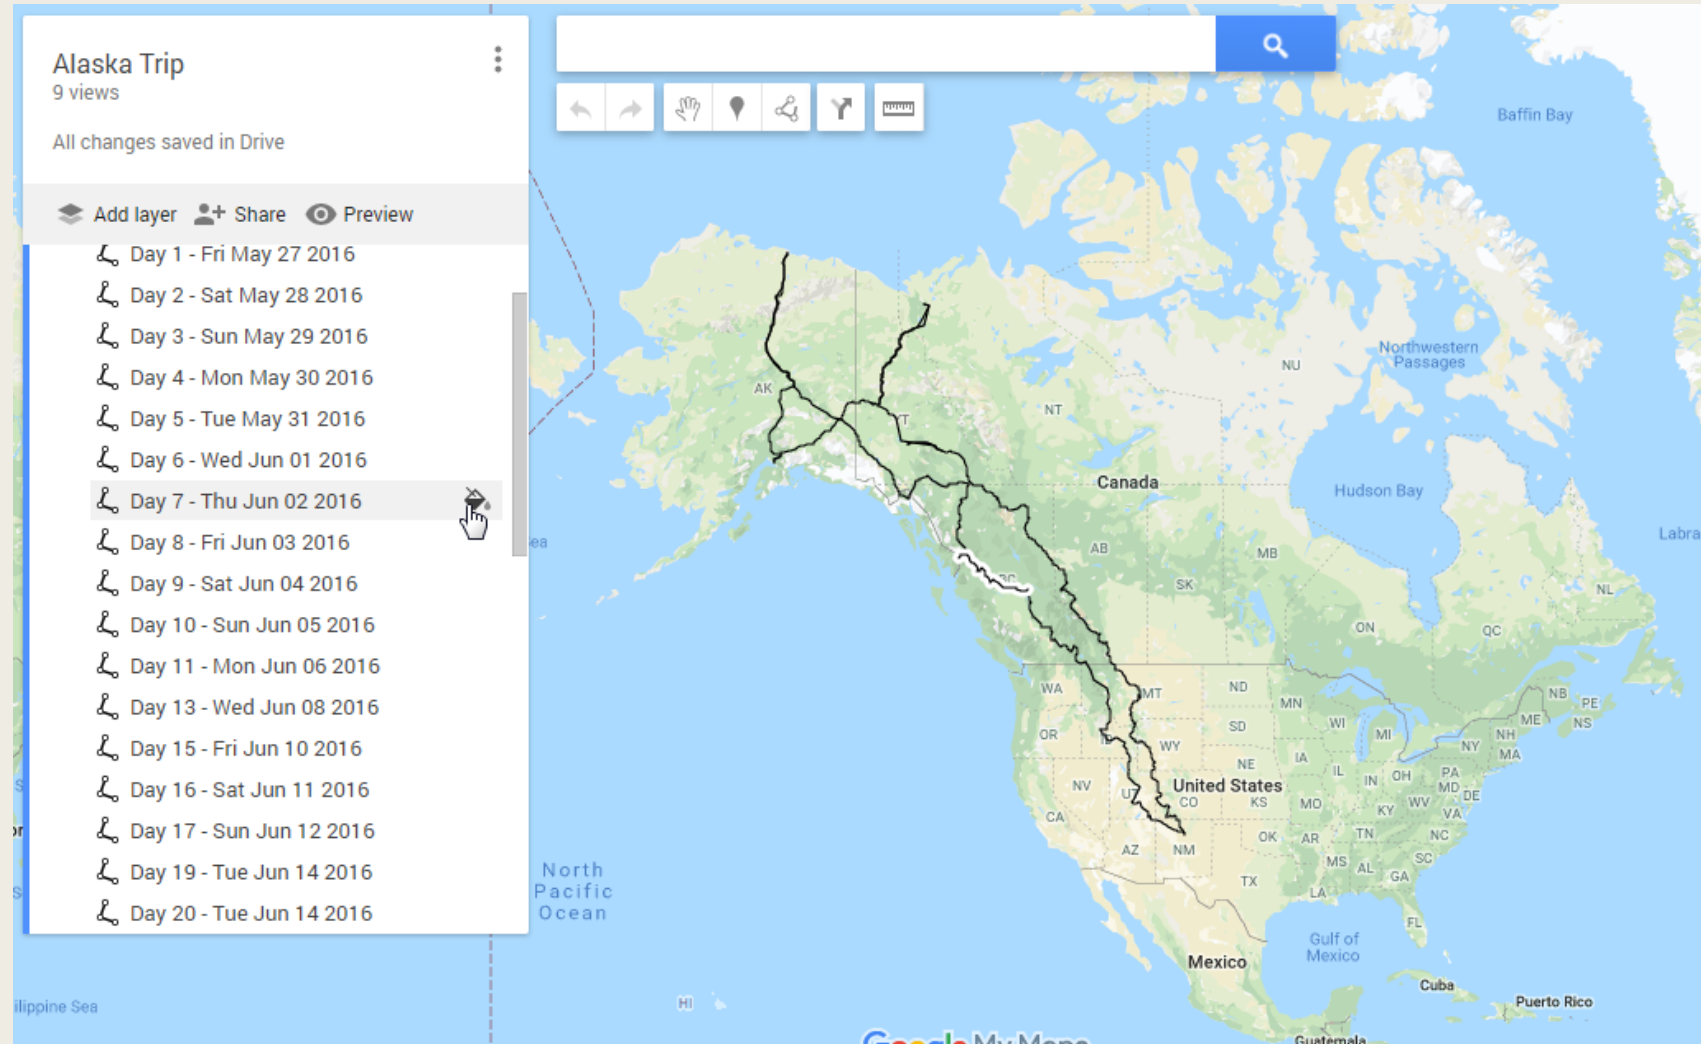 Alaska Trip
9 views
All changes saved in Drive
Add layer Share Preview
Day 1 - Fri May 27 2016
Day 2 - Sat May 28 2016
Day 3 - Sun May 29 2016
Day 4 - Mon May 30 2016
Day 5 - Tue May 31 2016
Day 6 - Wed Jun 01 2016
Day 7 - Thu Jun 02 2016
Day 8 - Fri Jun 03 2016
Day 9 - Sat Jun 04 2016
Day 10 - Sun Jun 05 2016
Day 11 - Mon Jun 06 2016
Day 13 - Wed Jun 08 2016
Day 15 - Fri Jun 10 2016
Day 16 - Sat Jun 11 2016
Day 17 - Sun Jun 12 2016
Day 19 - Tue Jun 14 2016
Day 20 - Tue Jun 14 2016
Baffin Bay
Northwestern
Passages
NU
AK
NT
YT
Canada
Hudson Bay
Labra
ea
AB
MB
BC
SK
NL
ON
QC
WA
MT
ND
MN
NB
PE
NS
ME
OR
ID
WY
SD
WI
MI
NH
NY
MA
NE
IA
IL
IN
OH
PA
MD
DE
NV
UT
United States
CO
KS
MO
KY
WV
VA
CA
OK
AR
TN
NC
AZ
NM
MS
AL
SC
GA
TX
LA
FL
North
Pacific
Ocean
Gulf of
Mexico
Mexico
Cuba
Puerto Rico
HI
ilippine Sea
Google My Maps
Guatemala